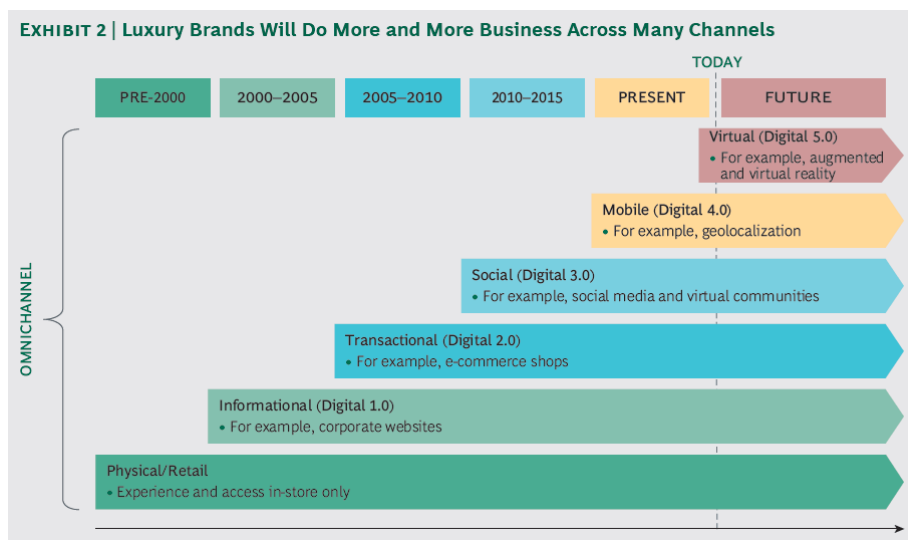 EXHIBIT 2 | Luxury Brands Will Do More and More Business Across Many Channels
TODAY
PRE-2000
2000–2005
2005–2010
2010–2015
PRESENT
FUTURE
Virtual (Digital 5.0)
• For example, augmented
and virtual reality
Mobile (Digital 4.0)
• For example, geolocalization
Social (Digital 3.0)
• For example, social media and virtual communities
Transactional (Digital 2.0)
• For example, e-commerce shops
Informational (Digital 1.0)
• For example, corporate websites
Physical/Retail
• Experience and access in-store only
OMNICHANNEL